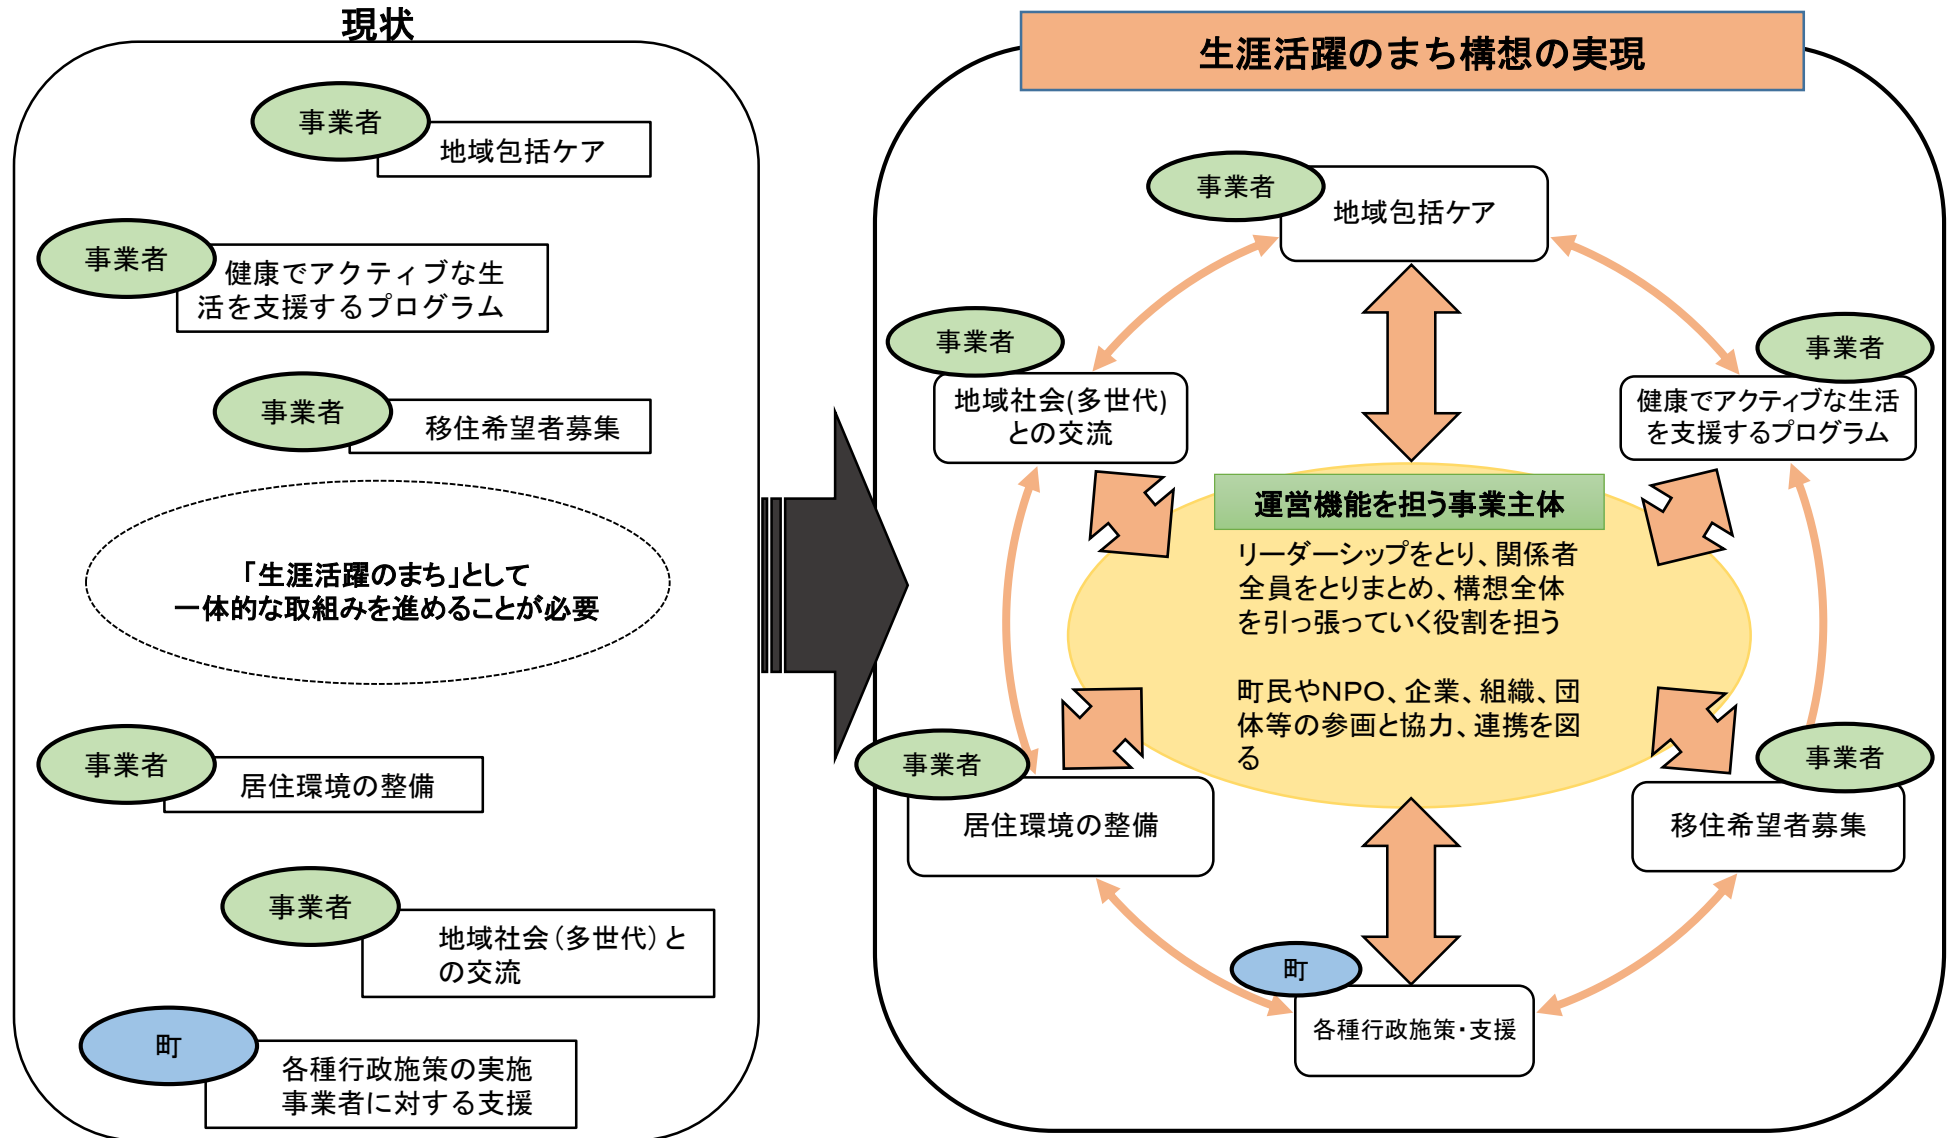 現状
事業者
地域包括ケア
事業者
健康でアクティブな生
活を支援するプログラム
事業者
移住希望者募集
「生涯活躍のまち」として
一体的な取組みを進めることが必要
事業者
居住環境の整備
事業者
地域社会（多世代）と
の交流
町
各種行政施策の実施
事業者に対する支援
生涯活躍のまち構想の実現
事業者
地域包括ケア
事業者
地域社会(多世代)
との交流
事業者
健康でアクティブな生活
を支援するプログラム
運営機能を担う事業主体
リーダーシップをとり、関係者
全員をとりまとめ、構想全体
を引っ張っていく役割を担う
町民やNPO、企業、組織、団
体等の参画と協力、連携を図
る
事業者
居住環境の整備
事業者
移住希望者募集
町
各種行政施策・支援